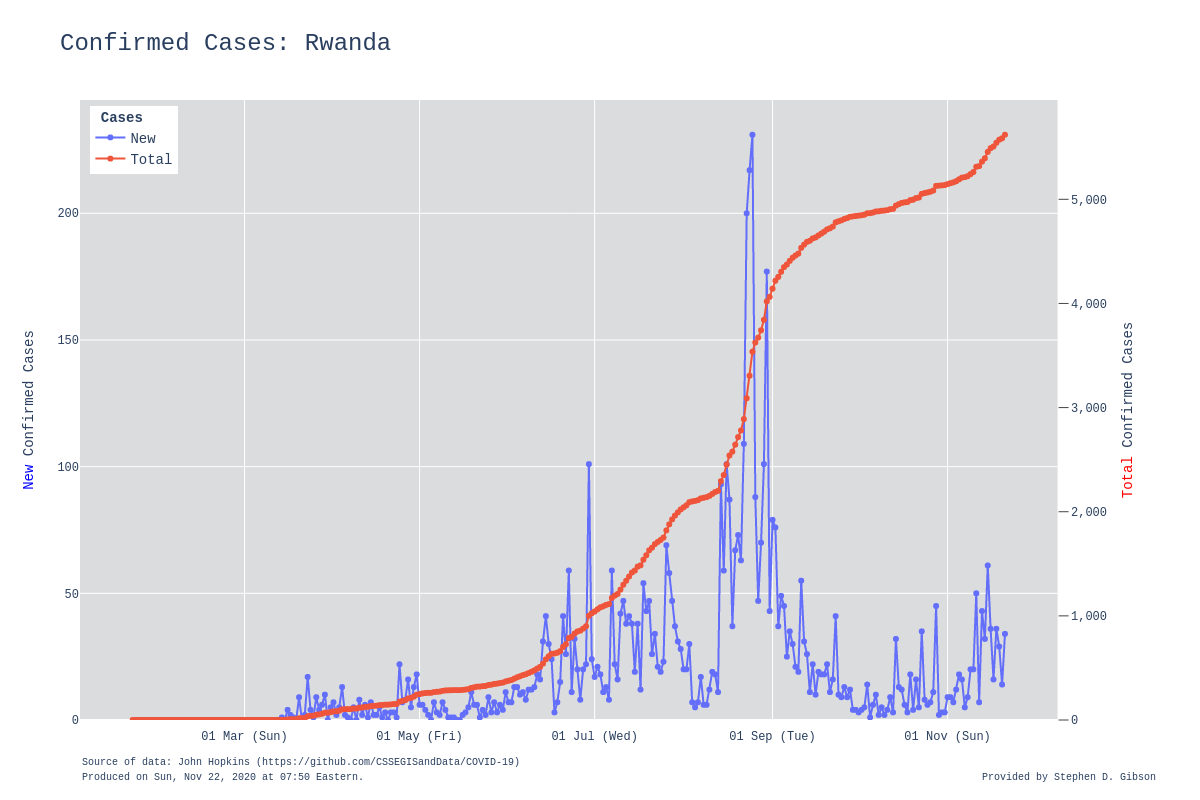 Confirmed Cases: Rwanda
Cases
New
Total
200
150
100
50
0
New Confirmed Cases
5,000
4,000
3,000
2,000
1,000
0
Total Confirmed Cases
01 Mar (Sun)
01 May (Fri)
01 Jul (Wed)
01 Sep (Tue)
01 Nov (Sun)
Source of data: John Hopkins (https://github.com/CSSEGISandData/COVID-19)
Produced on Sun, Nov 22, 2020 at 07:50 Eastern.
Provided by Stephen D. Gibson